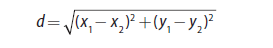 d = √(x₁ − x₂)² + (y₁ − y₂)²